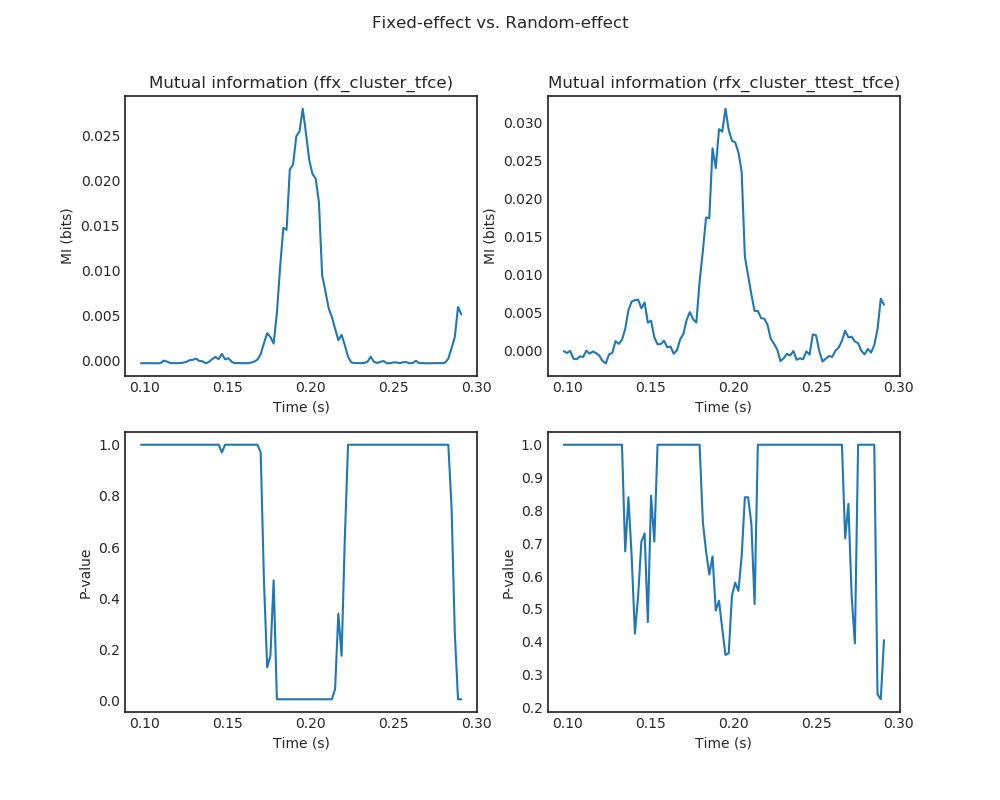 Fixed-effect vs. Random-effect
Mutual information (ffx_cluster_tfce)
MI (bits)
0.025
0.020
0.015
0.010
0.005
0.000
0.10 0.15 0.20 0.25 0.30
Time (s)
Mutual information (rfx_cluster_ttest_tfce)
MI (bits)
0.030
0.025
0.020
0.015
0.010
0.005
0.000
0.10 0.15 0.20 0.25 0.30
Time (s)
P-value
1.0
0.8
0.6
0.4
0.2
0.0
0.10 0.15 0.20 0.25 0.30
Time (s)
P-value
1.0
0.9
0.8
0.7
0.6
0.5
0.4
0.3
0.2
0.10 0.15 0.20 0.25 0.30
Time (s)